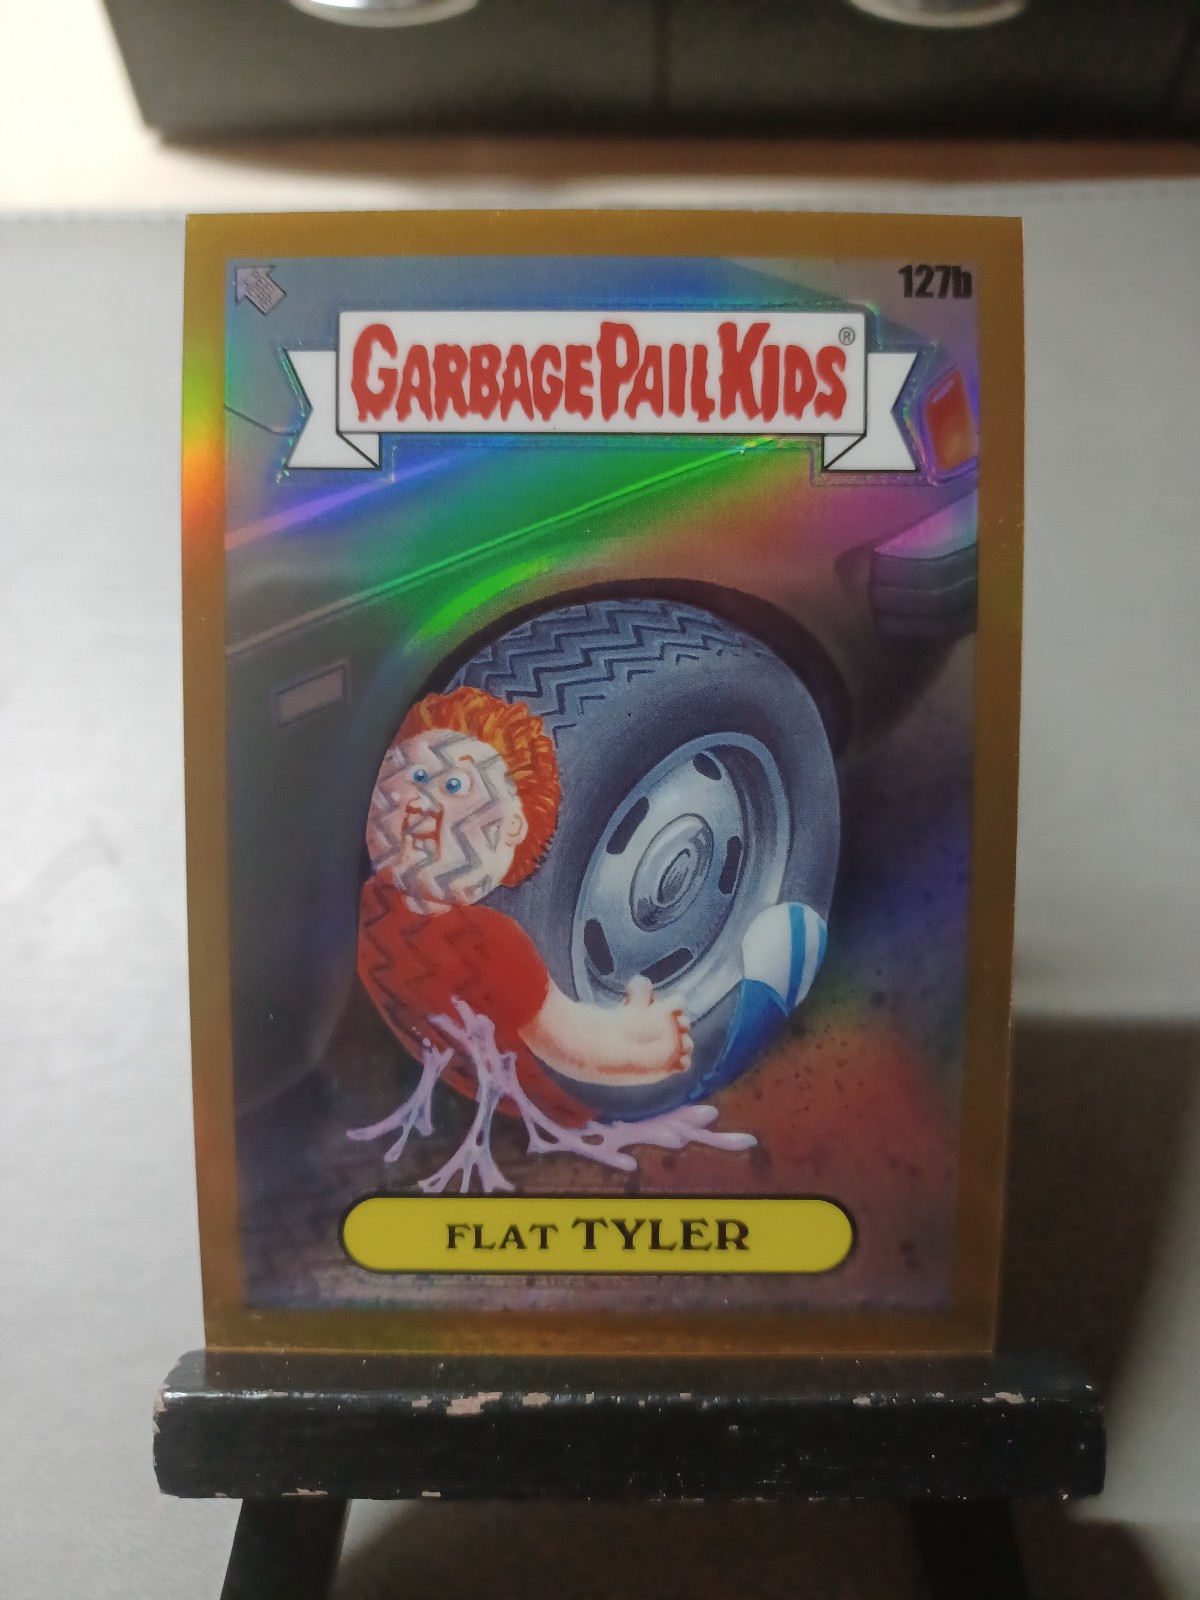 127b
GARBAGE PAIL KIDS®
FLAT TYLER